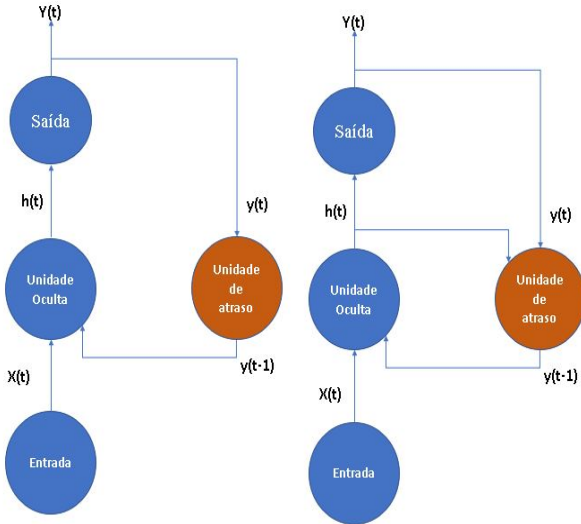 Y(t)
Saída
h(t)
y(t)
Unidade
Oculta
Unidade
de
atraso
X(t)
y(t-1)
Entrada
Y(t)
Saída
h(t)
y(t)
Unidade
Oculta
Unidade
de
atraso
X(t)
y(t-1)
Entrada